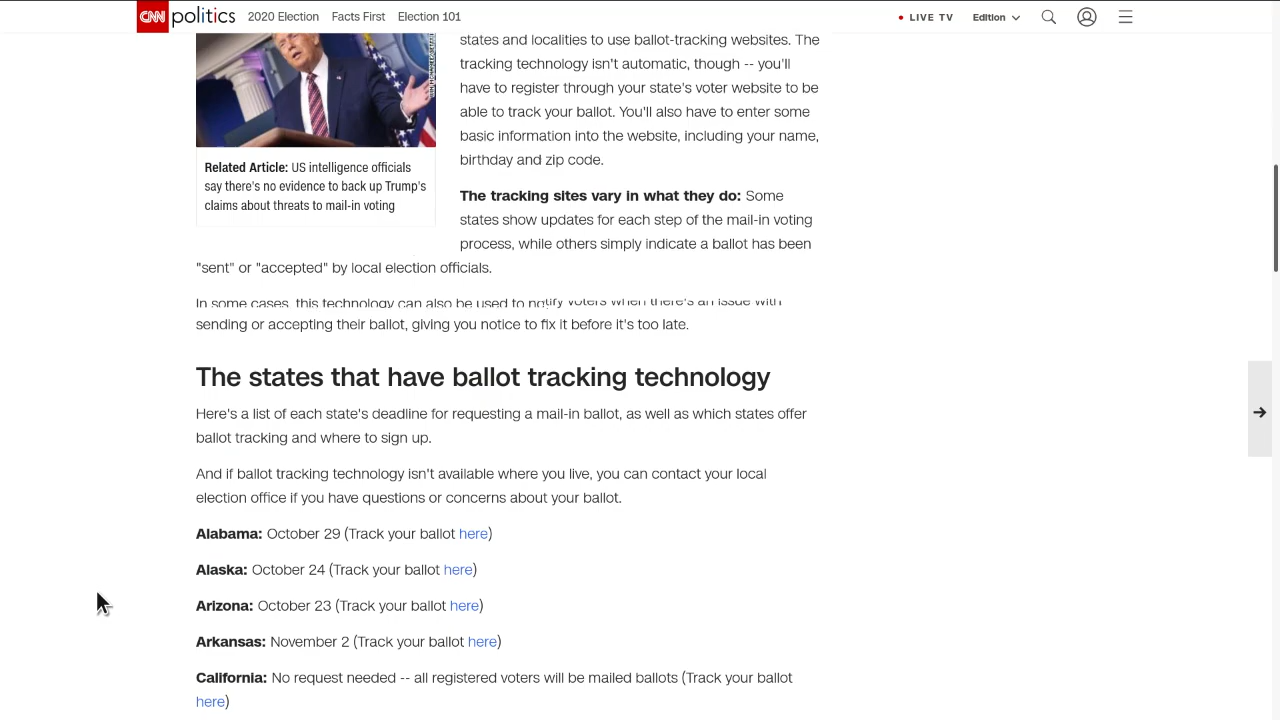 CNN politics 2020 Election Facts First Election 101 LIVE TV Edition
states and localities to use ballot-tracking websites. The
tracking technology isn't automatic, though -- you'll
have to register through your state's voter website to be
able to track your ballot. You'll also have to enter some
basic information into the website, including your name,
birthday and zip code.
Related Article: US intelligence officials
say there's no evidence to back up Trump's
claims about threats to mail-in voting
The tracking sites vary in what they do: Some
states show updates for each step of the mail-in voting
process, while others simply indicate a ballot has been
"sent" or "accepted" by local election officials.
In some cases, this technology can also be used to notify voters when there's an issue with
sending or accepting their ballot, giving you notice to fix it before it's too late.
The states that have ballot tracking technology
Here's a list of each state's deadline for requesting a mail-in ballot, as well as which states offer
ballot tracking and where to sign up.
And if ballot tracking technology isn't available where you live, you can contact your local
election office if you have questions or concerns about your ballot.
Alabama: October 29 (Track your ballot here)
Alaska: October 24 (Track your ballot here)
Arizona: October 23 (Track your ballot here)
Arkansas: November 2 (Track your ballot here)
California: No request needed -- all registered voters will be mailed ballots (Track your ballot
here)